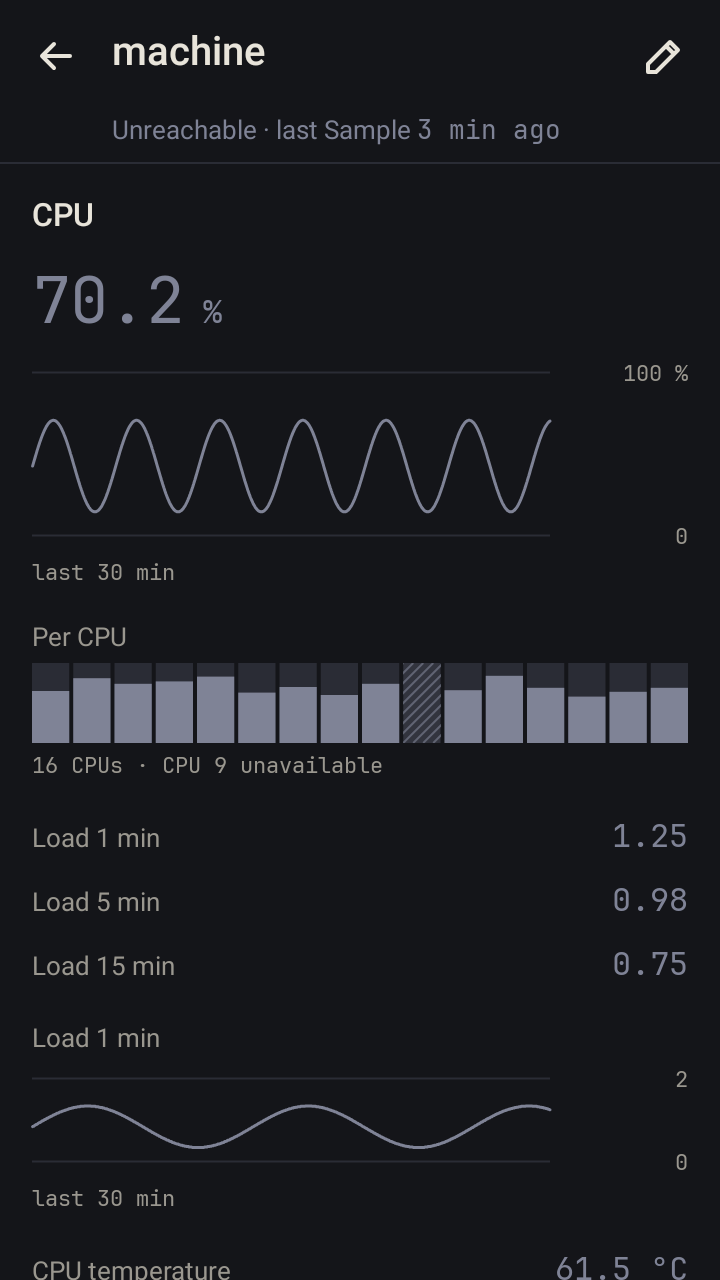 machine
Unreachable · last Sample 3 min ago
CPU
70.2 %
100 %
0
last 30 min
Per CPU
16 CPUs · CPU 9 unavailable
Load 1 min 1.25
Load 5 min 0.98
Load 15 min 0.75
Load 1 min
2
0
last 30 min
CPU temperature 61.5 °C